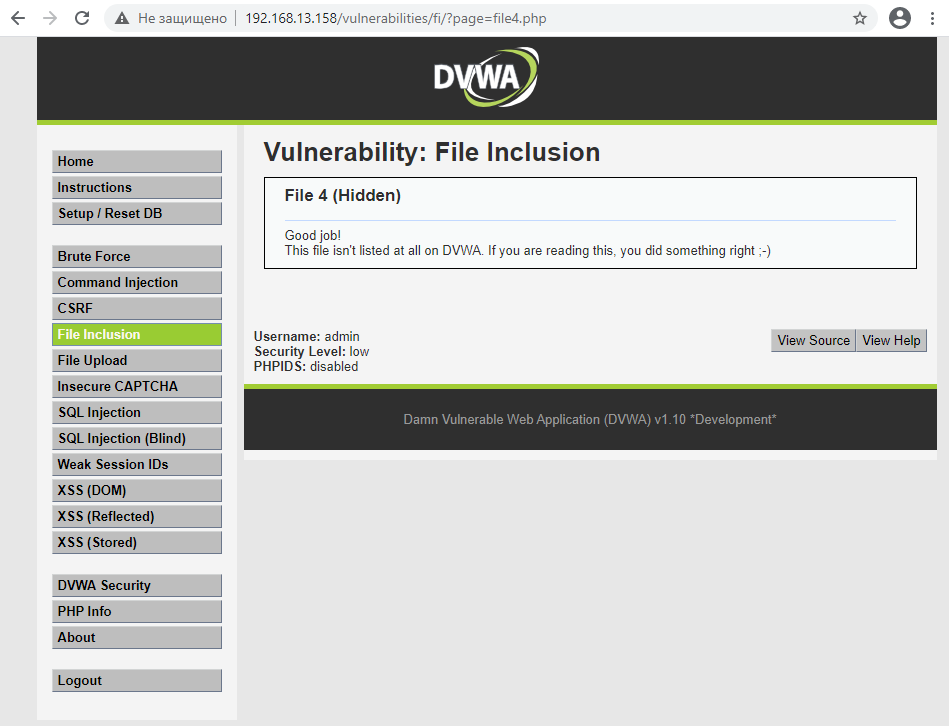 Не защищено
192.168.13.158/vulnerabilities/fi/?page=file4.php
DVWA
Home
Instructions
Setup / Reset DB
Brute Force
Command Injection
CSRF
File Inclusion
File Upload
Insecure CAPTCHA
SQL Injection
SQL Injection (Blind)
Weak Session IDs
XSS (DOM)
XSS (Reflected)
XSS (Stored)
DVWA Security
PHP Info
About
Logout
Vulnerability: File Inclusion
File 4 (Hidden)
Good job!
This file isn't listed at all on DVWA. If you are reading this, you did something right ;-)
Username: admin
Security Level: low
PHPIDS: disabled
View Source
View Help
Damn Vulnerable Web Application (DVWA) v1.10 *Development*